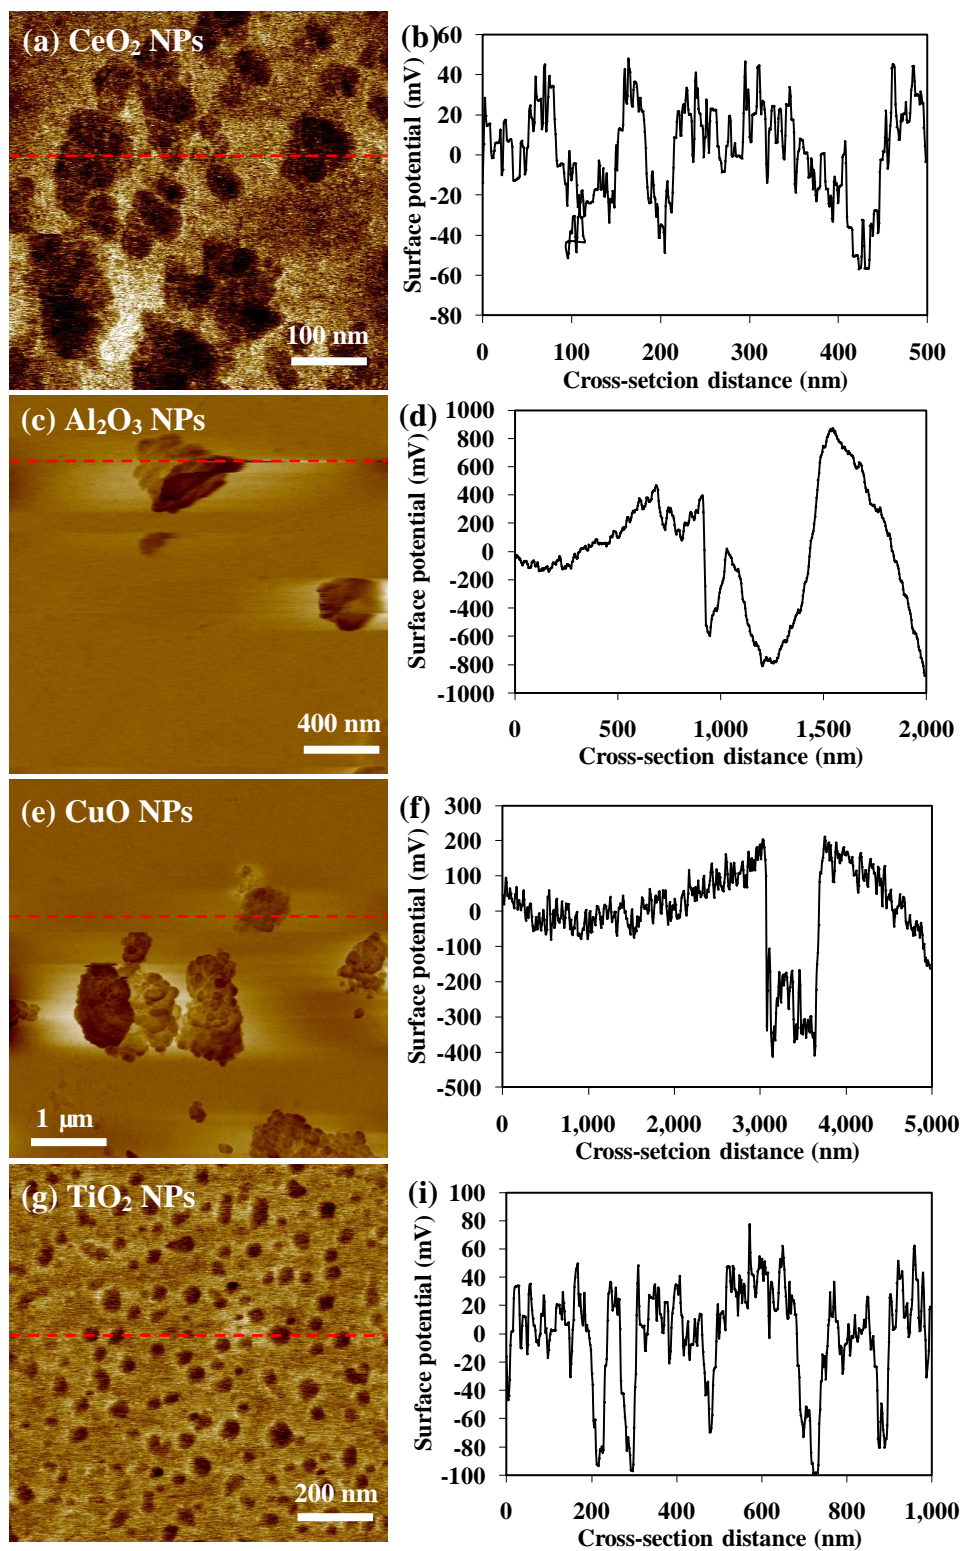 (a) CeO₂ NPs
100 nm
(b)
60
40
20
0
-20
-40
-60
-80
Surface potential (mV)
0 100 200 300 400 500
Cross-setcion distance (nm)
(c) Al₂O₃ NPs
400 nm
(d)
1000
800
600
400
200
0
-200
-400
-600
-800
-1000
Surface potential (mV)
0 500 1,000 1,500 2,000
Cross-section distance (nm)
(e) CuO NPs
1 μm
(f)
300
200
100
0
-100
-200
-300
-400
-500
Surface potential (mV)
0 1,000 2,000 3,000 4,000 5,000
Cross-setcion distance (nm)
(g) TiO₂ NPs
200 nm
(i)
100
80
60
40
20
0
-20
-40
-60
-80
-100
Surface potential (mV)
0 200 400 600 800 1,000
Cross-section distance (nm)